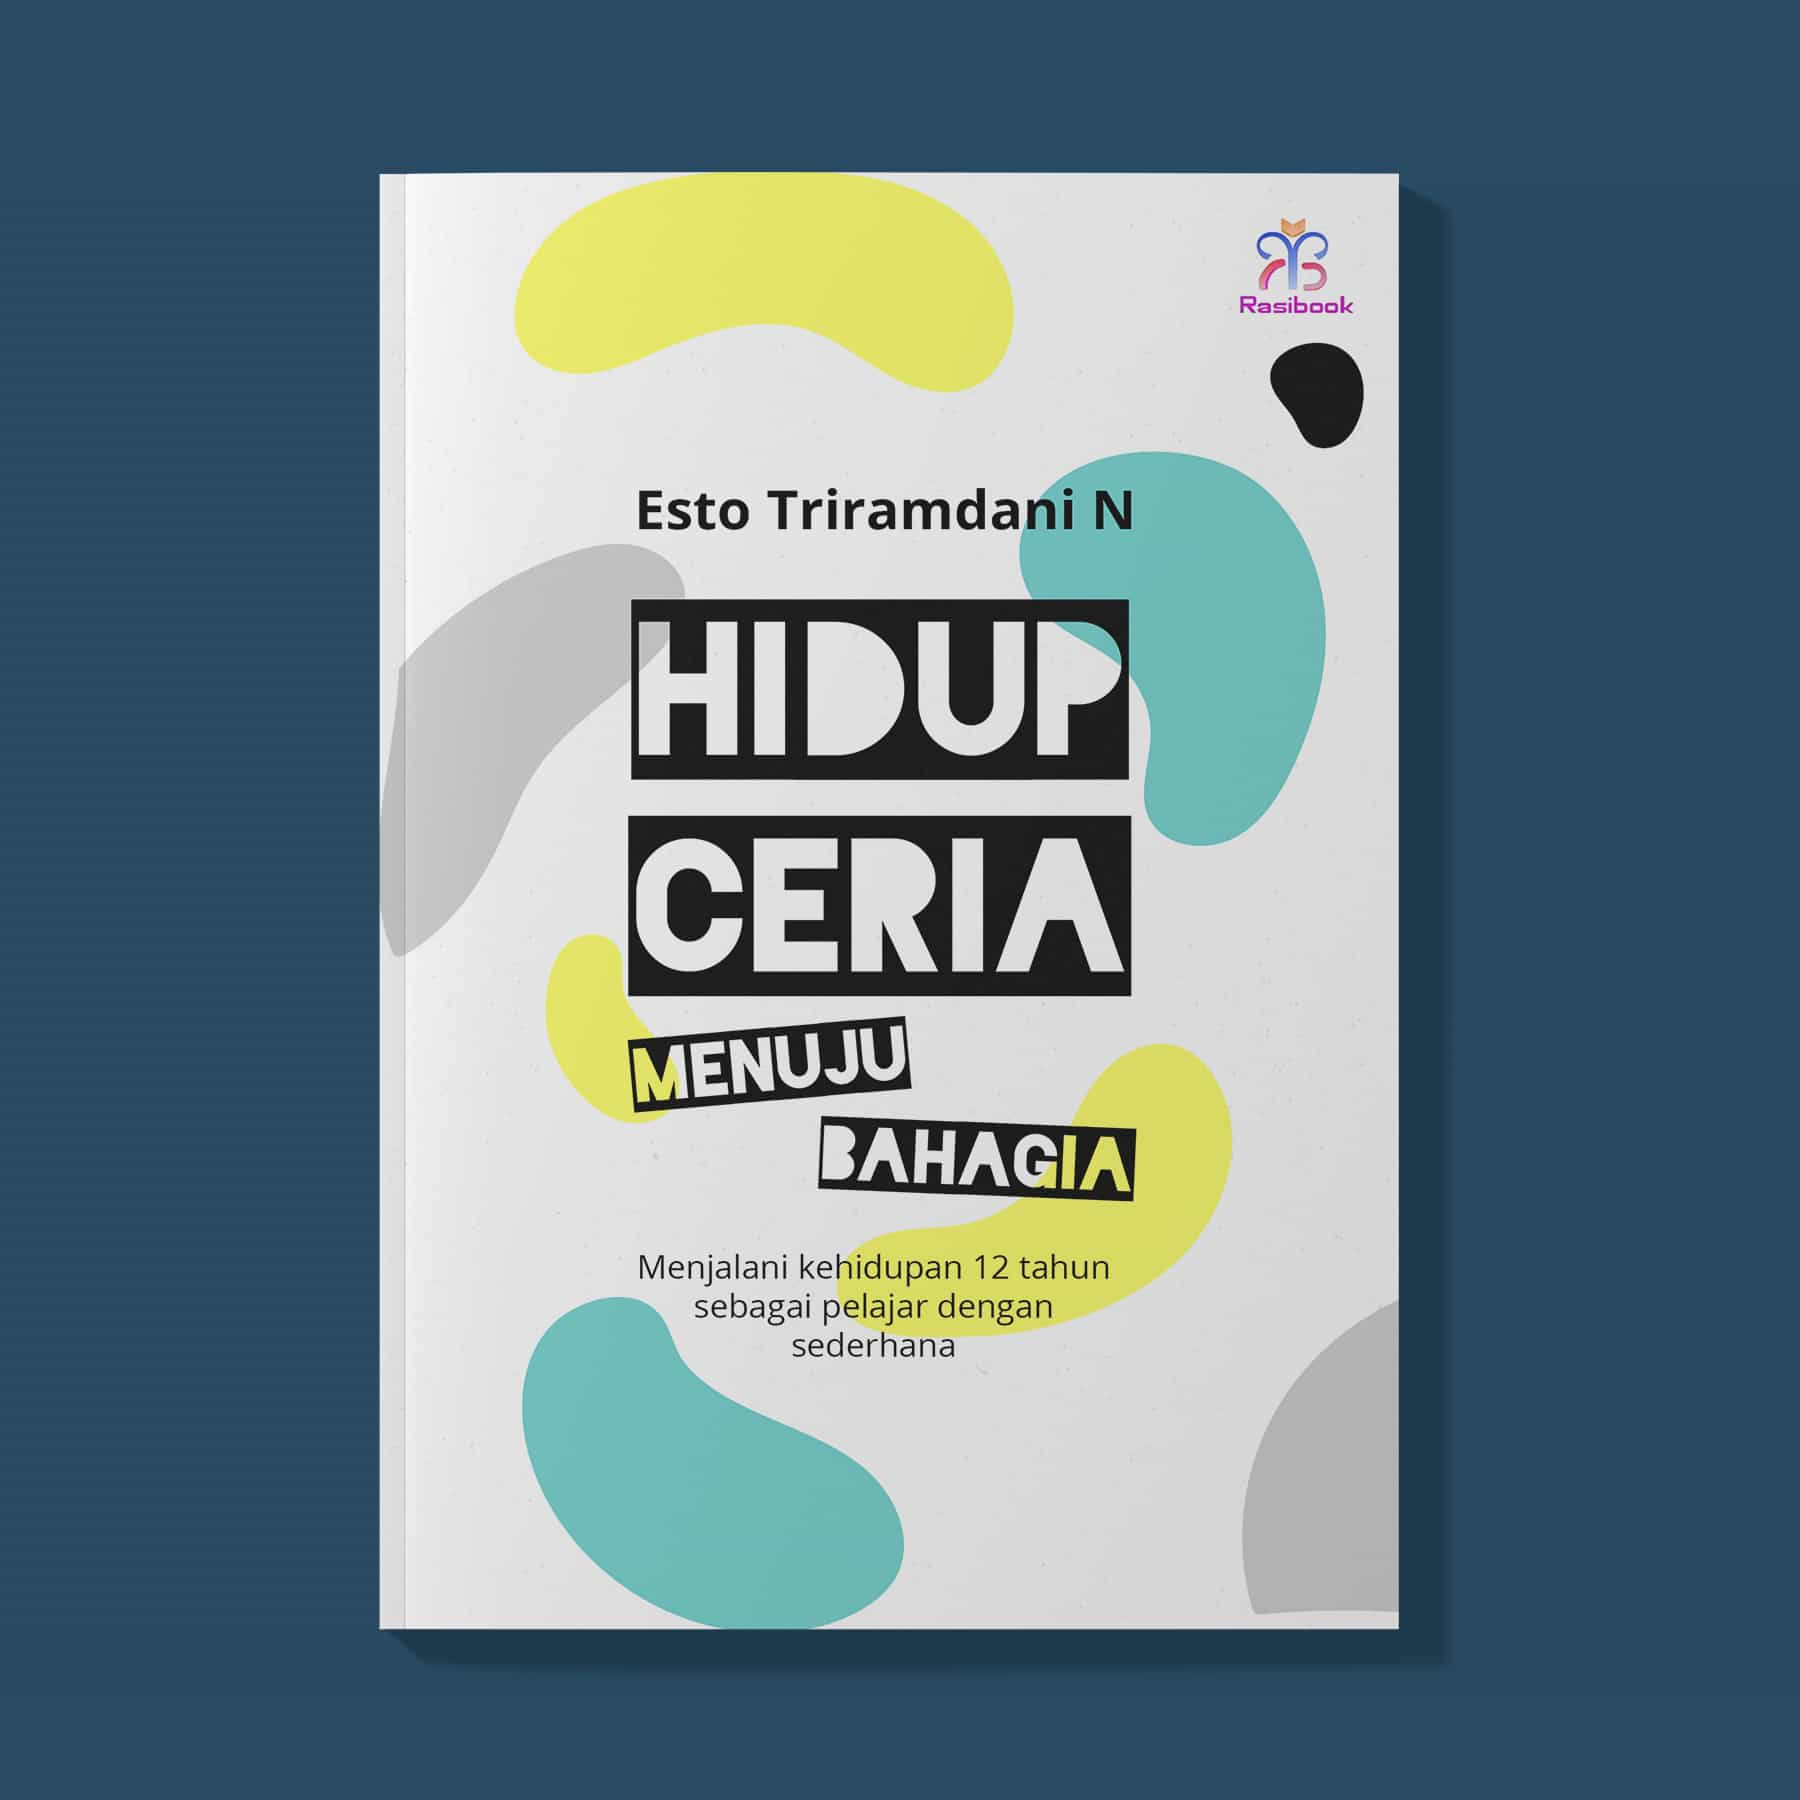 Rasibook
Esto Triramdani N
HIDUP
CERIA
MENUJU
BAHAGIA
Menjalani kehidupan 12 tahun
sebagai pelajar dengan
sederhana